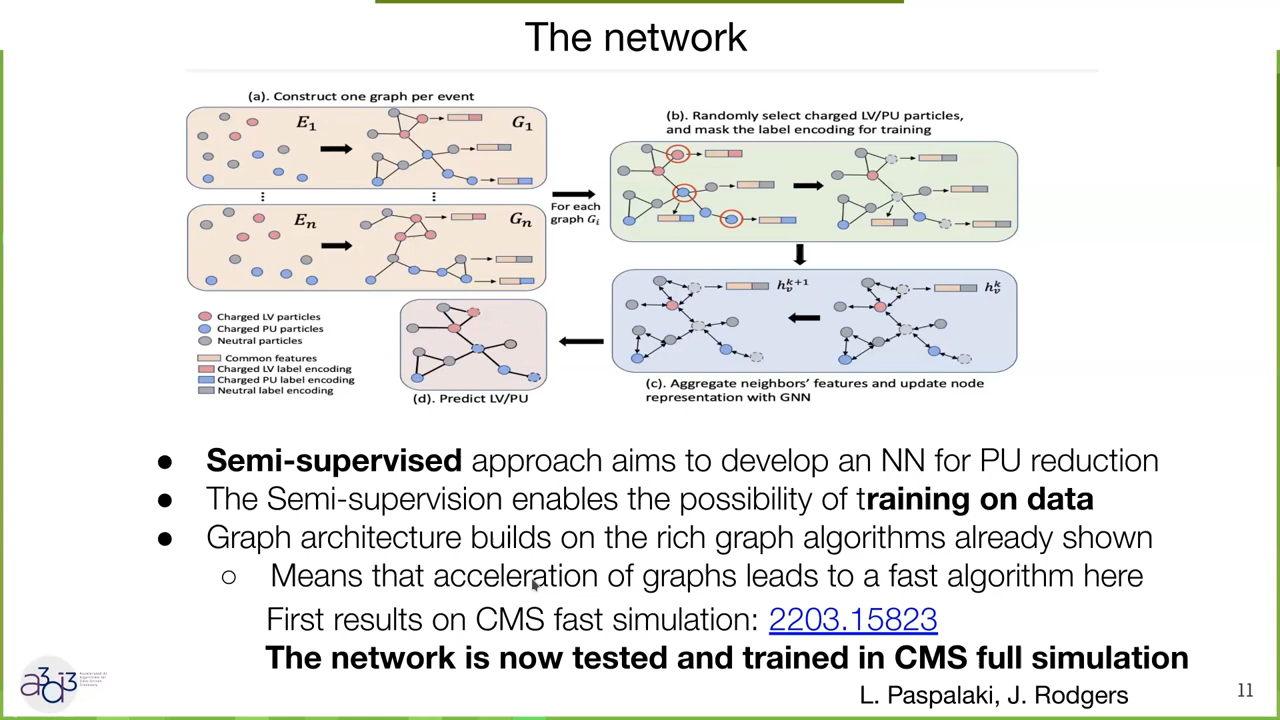 The network
(a). Construct one graph per event
E1
G1
En
Gn
For each
graph Gi
(b). Randomly select charged LV/PU particles,
and mask the label encoding for training
h_v^{k+1}
h_v^k
(c). Aggregate neighbors' features and update node
representation with GNN
Charged LV particles
Charged PU particles
Neutral particles
Common features
Charged LV label encoding
Charged PU label encoding
Neutral label encoding
(d). Predict LV/PU
● Semi-supervised approach aims to develop an NN for PU reduction
● The Semi-supervision enables the possibility of training on data
● Graph architecture builds on the rich graph algorithms already shown
○ Means that acceleration of graphs leads to a fast algorithm here
First results on CMS fast simulation: 2203.15823
The network is now tested and trained in CMS full simulation
L. Paspalaki, J. Rodgers
11
a3d3